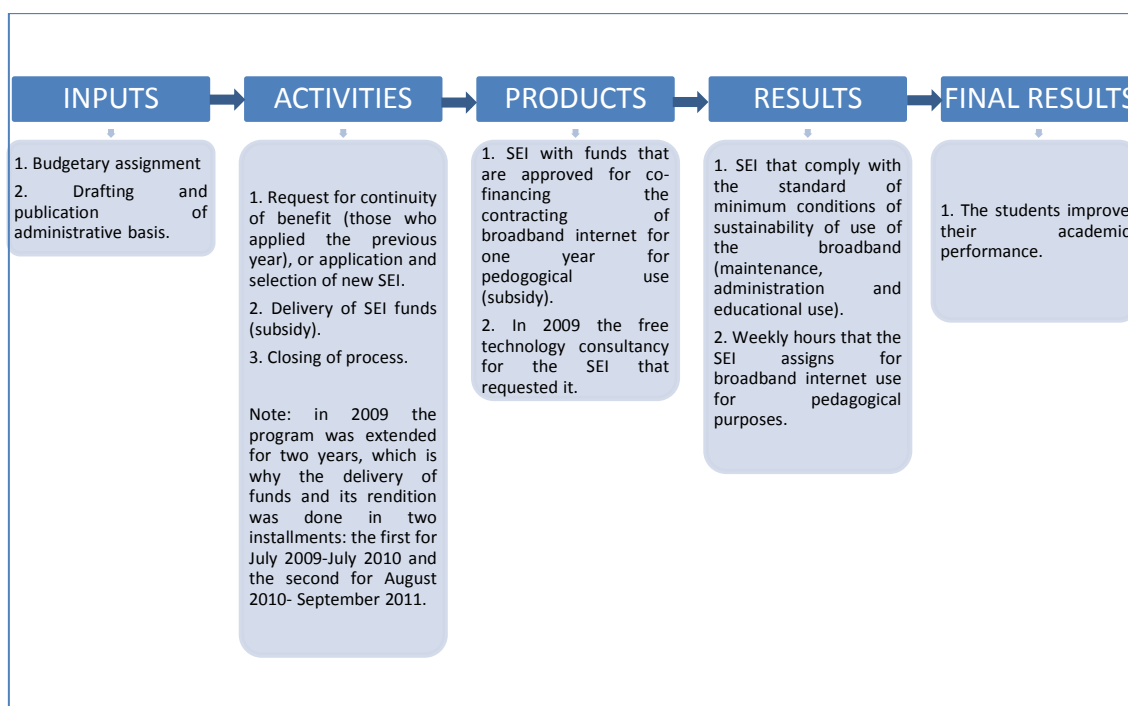 INPUTS
1. Budgetary assignment
2. Drafting and
publication of
administrative basis.
ACTIVITIES
1. Request for continuity
of benefit (those who
applied the previous
year), or application and
selection of new SEI.
2. Delivery of SEI funds
(subsidy).
3. Closing of process.
Note: in 2009 the
program was extended
for two years, which is
why the delivery of
funds and its rendition
was done in two
installments: the first for
July 2009-July 2010 and
the second for August
2010- September 2011.
PRODUCTS
1. SEI with funds that
are approved for co-
financing the
contracting of
broadband internet for
one year for
pedogogical use
(subsidy).
2. In 2009 the free
technology consultancy
for the SEI that
requested it.
RESULTS
1. SEI that comply with
the standard of
minimum conditions of
sustainability of use of
the broadband
(maintenance,
administration and
educational use).
2. Weekly hours that the
SEI assigns for
broadband internet use
for pedagogical
purposes.
FINAL RESULTS
1. The students improve
their academic
performance.